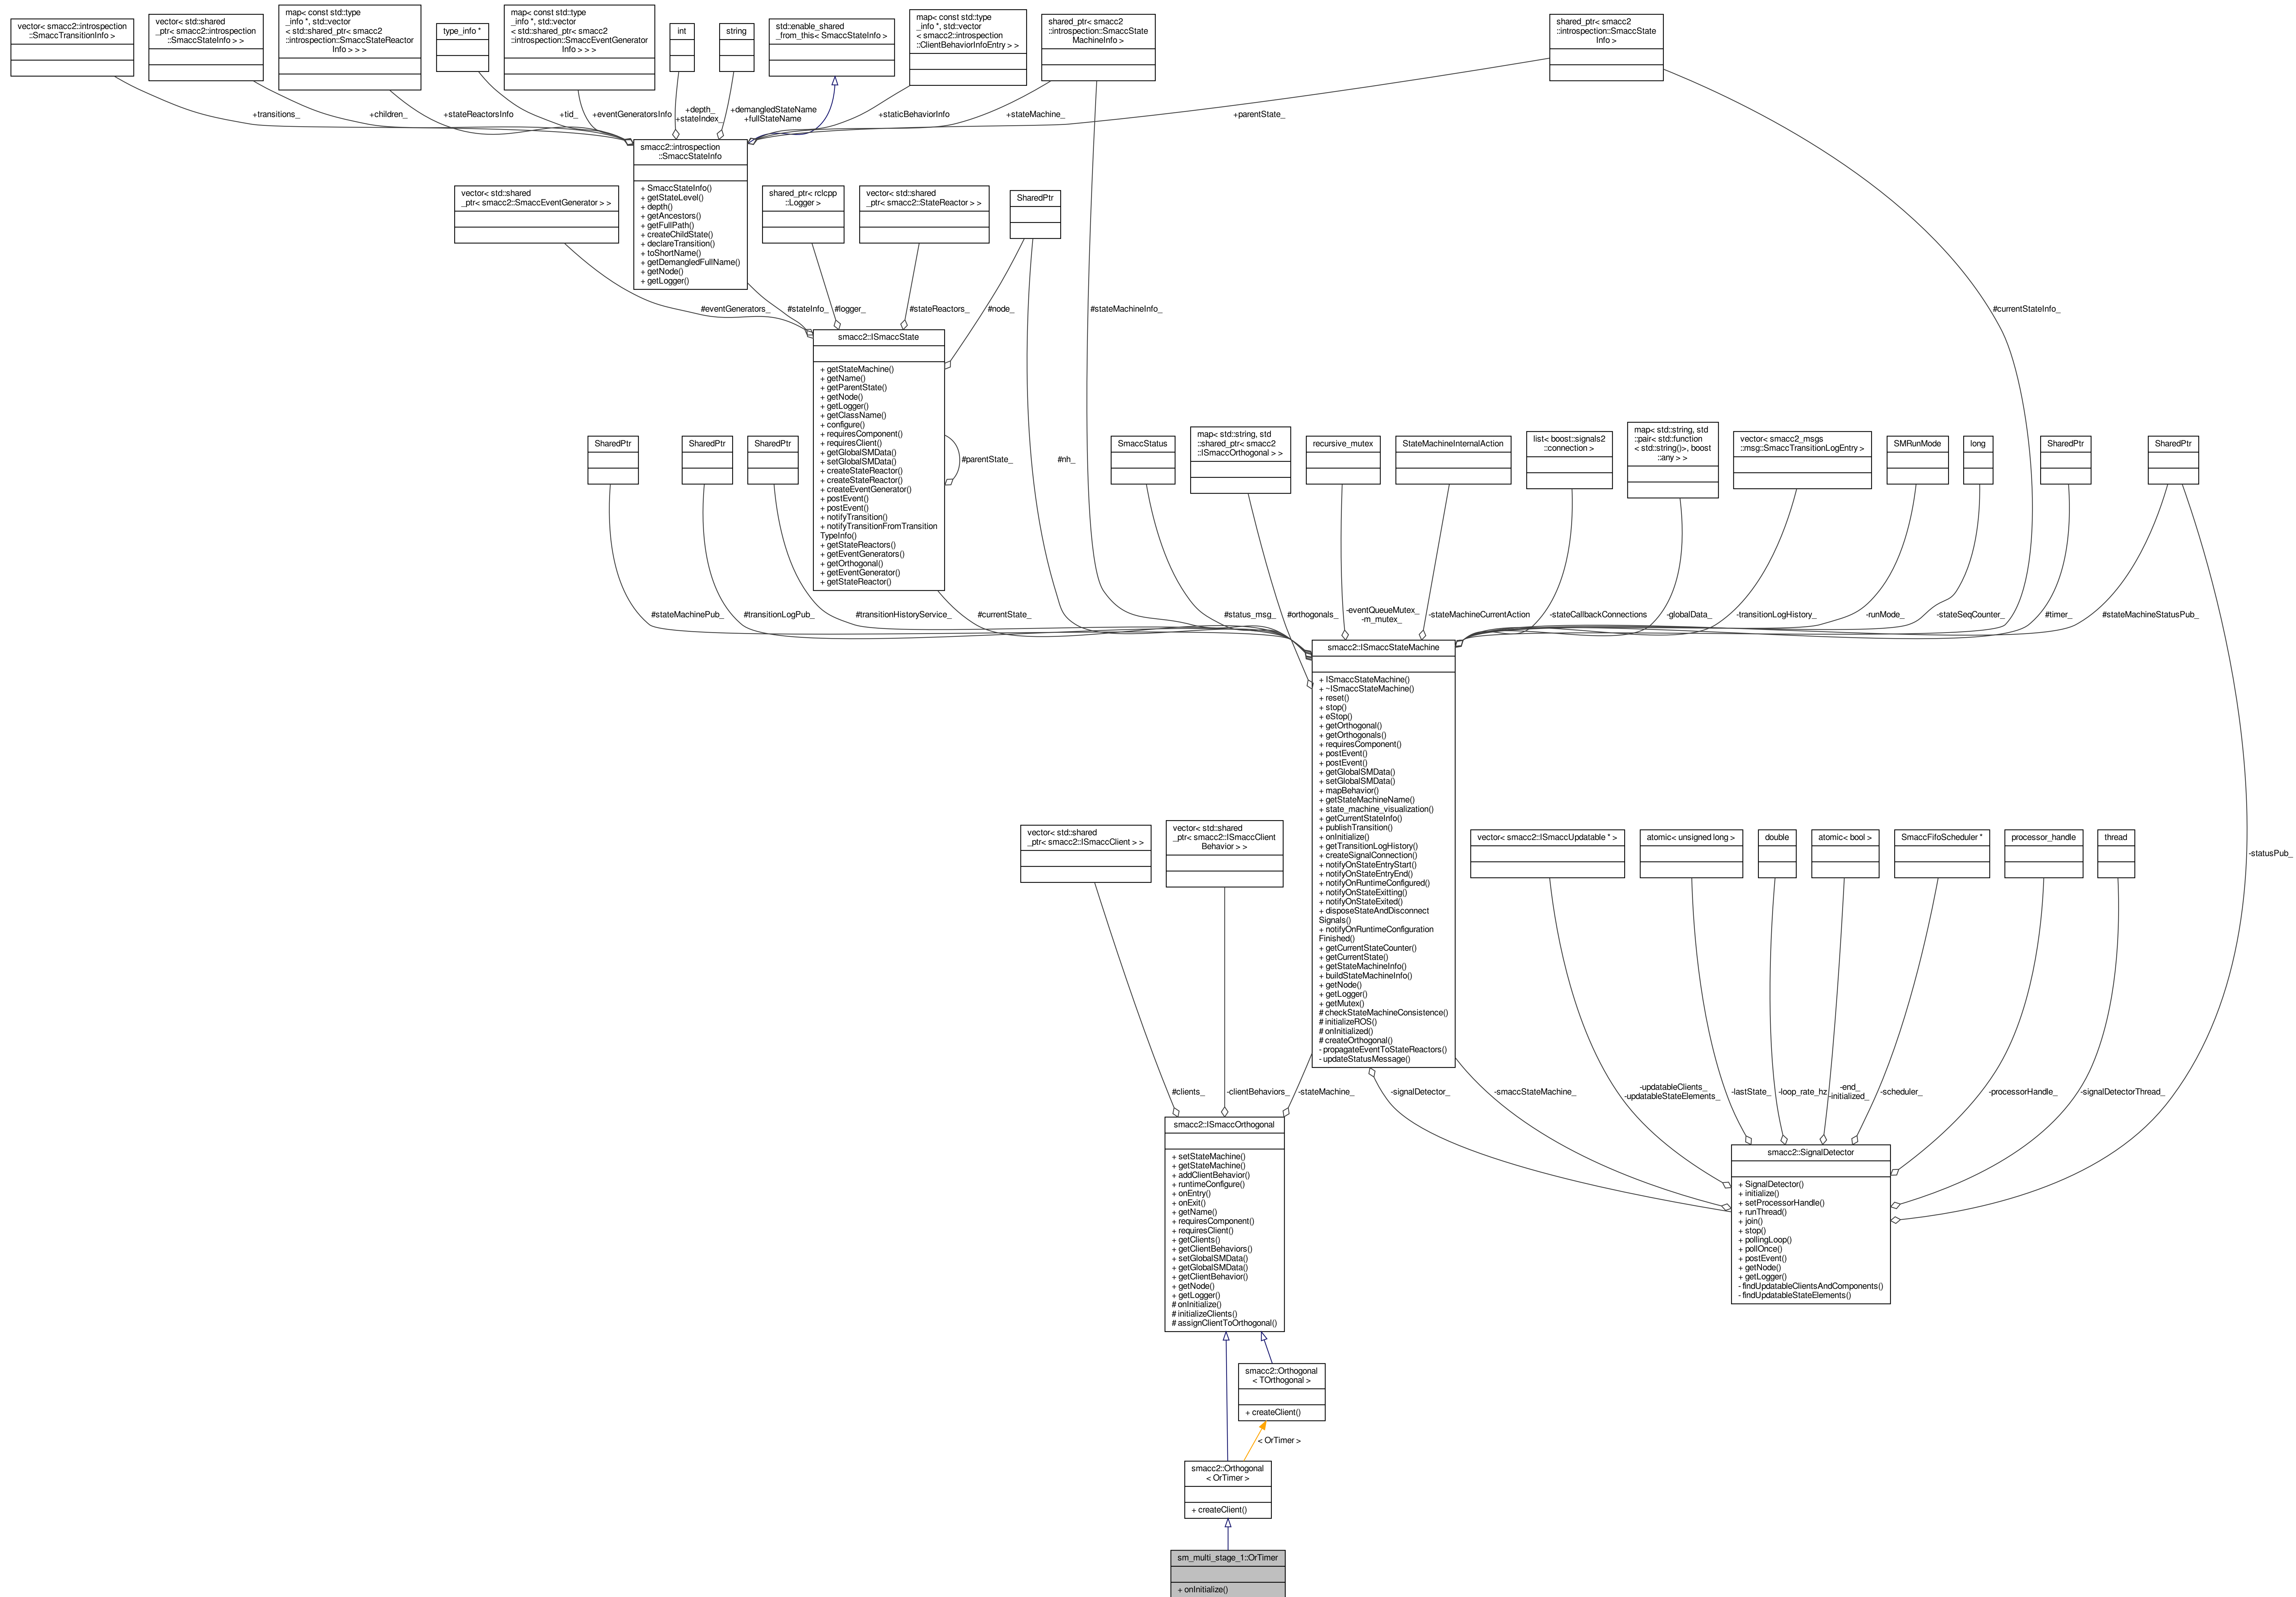 vector< smacc2::introspection
::SmaccTransitionInfo >
vector< std::shared
_ptr< smacc2::introspection
::SmaccStateInfo > >
map< const std::type
_info *, std::vector
< std::shared_ptr< smacc2
::introspection::SmaccStateReactor
Info > > >
type_info *
map< const std::type
_info *, std::vector
< std::shared_ptr< smacc2
::introspection::SmaccEventGenerator
Info > > >
int
string
std::enable_shared
_from_this< SmaccStateInfo >
map< const std::type
_info *, std::vector
< smacc2::introspection
::ClientBehaviorInfoEntry > >
shared_ptr< smacc2
::introspection::SmaccState
MachineInfo >
shared_ptr< smacc2
::introspection::SmaccState
Info >
+transitions_
+children_
+stateReactorsInfo
+tid_
+eventGeneratorsInfo
+depth_
+stateIndex_
+demangledStateName
+fullStateName
+staticBehaviorInfo
+stateMachine_
+parentState_
smacc2::introspection
::SmaccStateInfo
+ SmaccStateInfo()
+ getStateLevel()
+ depth()
+ getAncestors()
+ getFullPath()
+ createChildState()
+ declareTransition()
+ toShortName()
+ getDemangledFullName()
+ getNode()
+ getLogger()
vector< std::shared
_ptr< smacc2::SmaccEventGenerator > >
shared_ptr< rclcpp
::Logger >
vector< std::shared
_ptr< smacc2::StateReactor > >
SharedPtr
#eventGenerators_
#stateInfo_
#logger_
#stateReactors_
#node_
#stateMachineInfo_
#currentStateInfo_
smacc2::ISmaccState
+ getStateMachine()
+ getName()
+ getParentState()
+ getNode()
+ getLogger()
+ getClassName()
+ configure()
+ requiresComponent()
+ requiresClient()
+ getGlobalSMData()
+ setGlobalSMData()
+ createStateReactor()
+ createStateReactor()
+ createEventGenerator()
+ postEvent()
+ postEvent()
+ notifyTransition()
+ notifyTransitionFromTransition
TypeInfo()
+ getStateReactors()
+ getEventGenerators()
+ getOrthogonal()
+ getEventGenerator()
+ getStateReactor()
#parentState_
#nh_
SharedPtr
SharedPtr
SharedPtr
SmaccStatus
map< std::string, std
::shared_ptr< smacc2
::ISmaccOrthogonal > >
recursive_mutex
StateMachineInternalAction
list< boost::signals2
::connection >
map< std::string, std
::pair< std::function
< std::string()>, boost
::any > >
vector< smacc2_msgs
::msg::SmaccTransitionLogEntry >
SMRunMode
long
SharedPtr
SharedPtr
#stateMachinePub_
#transitionLogPub_
#transitionHistoryService_
#currentState_
#status_msg_
#orthogonals_
-eventQueueMutex_
-m_mutex_
-stateMachineCurrentAction
-stateCallbackConnections
-globalData_
-transitionLogHistory_
-runMode_
-stateSeqCounter_
#timer_
#stateMachineStatusPub_
smacc2::ISmaccStateMachine
+ ISmaccStateMachine()
+ ~ISmaccStateMachine()
+ reset()
+ stop()
+ eStop()
+ getOrthogonal()
+ getOrthogonals()
+ requiresComponent()
+ postEvent()
+ postEvent()
+ getGlobalSMData()
+ setGlobalSMData()
+ mapBehavior()
+ getStateMachineName()
+ state_machine_visualization()
+ getCurrentStateInfo()
+ publishTransition()
+ onInitialize()
+ getTransitionLogHistory()
+ createSignalConnection()
+ notifyOnStateEntryStart()
+ notifyOnStateEntryEnd()
+ notifyOnRuntimeConfigured()
+ notifyOnStateExitting()
+ notifyOnStateExited()
+ disposeStateAndDisconnect
Signals()
+ notifyOnRuntimeConfiguration
Finished()
+ getCurrentStateCounter()
+ getCurrentState()
+ getStateMachineInfo()
+ buildStateMachineInfo()
+ getNode()
+ getLogger()
+ getMutex()
# checkStateMachineConsistence()
# initializeROS()
# onInitialized()
# createOrthogonal()
- propagateEventToStateReactors()
- updateStatusMessage()
vector< std::shared
_ptr< smacc2::ISmaccClient > >
vector< std::shared
_ptr< smacc2::ISmaccClient
Behavior > >
vector< smacc2::ISmaccUpdatable * >
atomic< unsigned long >
double
atomic< bool >
SmaccFifoScheduler *
processor_handle
thread
-statusPub_
#clients_
-clientBehaviors_
-stateMachine_
-signalDetector_
-smaccStateMachine_
-updatableClients_
-updatableStateElements_
-lastState_
-loop_rate_hz
-end_
-initialized_
-scheduler_
-processorHandle_
-signalDetectorThread_
smacc2::ISmaccOrthogonal
+ setStateMachine()
+ getStateMachine()
+ addClientBehavior()
+ runtimeConfigure()
+ onEntry()
+ onExit()
+ getName()
+ requiresComponent()
+ requiresClient()
+ getClients()
+ getClientBehaviors()
+ setGlobalSMData()
+ getGlobalSMData()
+ getClientBehavior()
+ getNode()
+ getLogger()
# onInitialize()
# initializeClients()
# assignClientToOrthogonal()
smacc2::SignalDetector
+ SignalDetector()
+ initialize()
+ setProcessorHandle()
+ runThread()
+ join()
+ stop()
+ pollingLoop()
+ pollOnce()
+ postEvent()
+ getNode()
+ getLogger()
- findUpdatableClientsAndComponents()
- findUpdatableStateElements()
smacc2::Orthogonal
< TOrthogonal >
+ createClient()
< OrTimer >
smacc2::Orthogonal
< OrTimer >
+ createClient()
sm_multi_stage_1::OrTimer
+ onInitialize()